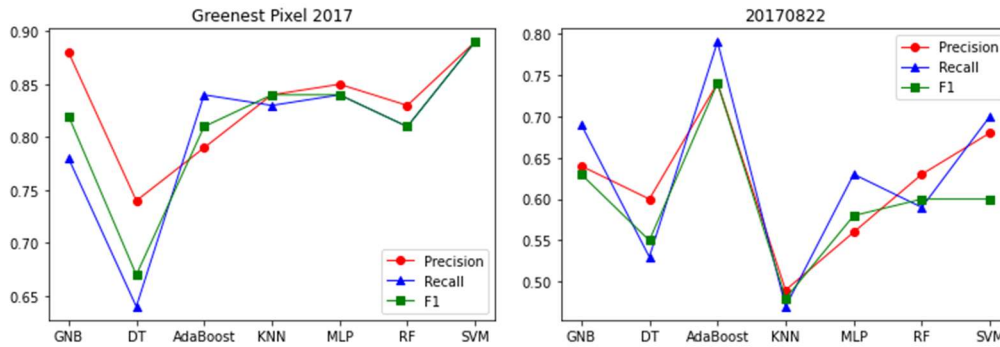 Greenest Pixel 2017
0.90
0.85
0.80
0.75
0.70
0.65
GNB DT AdaBoost KNN MLP RF SVM
Precision
Recall
F1
20170822
0.80
0.75
0.70
0.65
0.60
0.55
0.50
GNB DT AdaBoost KNN MLP RF SVM
Precision
Recall
F1